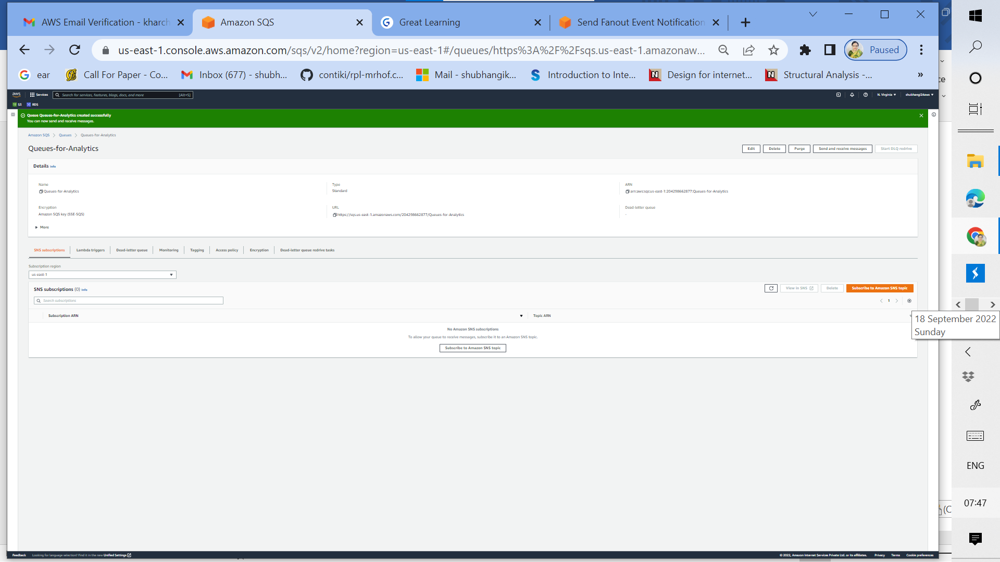 AWS Email Verification - kharch
Amazon SQS
Great Learning
Send Fanout Event Notification
us-east-1.console.aws.amazon.com/sqs/v2/home?region=us-east-1#/queues/https%3A%2F%2Fsqs.us-east-1.amazonaw...
Paused
ear
Call For Paper - Co...
Inbox (677) - shubh...
contiki/rpl-mrhof.c...
Mail - shubhangik...
Introduction to Inte...
Design for internet...
Structural Analysis -...
»
aws
Services
Search for services, features, blogs, docs, and more
[Alt+S]
N. Virginia
shubhangi24aws
S3
RDS
Queue Queues-for-Analytics created successfully
You can now send and receive messages.
Amazon SQS
Queues
Queues-for-Analytics
Queues-for-Analytics
Edit
Delete
Purge
Send and receive messages
Start DLQ redrive
Details Info
Name
Queues-for-Analytics
Type
Standard
ARN
arn:aws:sqs:us-east-1:204298662877:Queues-for-Analytics
Encryption
Amazon SQS key (SSE-SQS)
URL
https://sqs.us-east-1.amazonaws.com/204298662877/Queues-for-Analytics
Dead-letter queue
-
More
SNS subscriptions
Lambda triggers
Dead-letter queue
Monitoring
Tagging
Access policy
Encryption
Dead-letter queue redrive tasks
Subscription region
us-east-1
SNS subscriptions (0) Info
View in SNS
Delete
Subscribe to Amazon SNS topic
Search subscriptions
1
Subscription ARN
Topic ARN
No Amazon SNS subscriptions
To allow your queue to receive messages, subscribe it to an Amazon SNS topic.
Subscribe to Amazon SNS topic
18 September 2022
Sunday
ENG
07:47
Feedback
Looking for language selection? Find it in the new Unified Settings
© 2022, Amazon Internet Services Private Ltd. or its affiliates.
Privacy
Terms
Cookie preferences
ce
(C